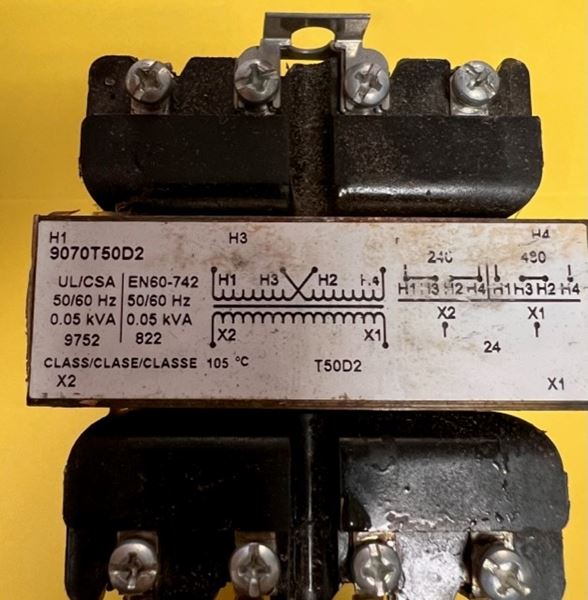 H1 H3 H4
9070T50D2
UL/CSA EN60-742
50/60 Hz 50/60 Hz
0.05 kVA 0.05 kVA
9752 822
CLASS/CLASE/CLASSE 105 °C
X2
H1 H3 H2 H4
X2 X1
T50D2
240 480
H1 H3 H2 H4 H1 H3 H2 H4
X2 X1
24
X1